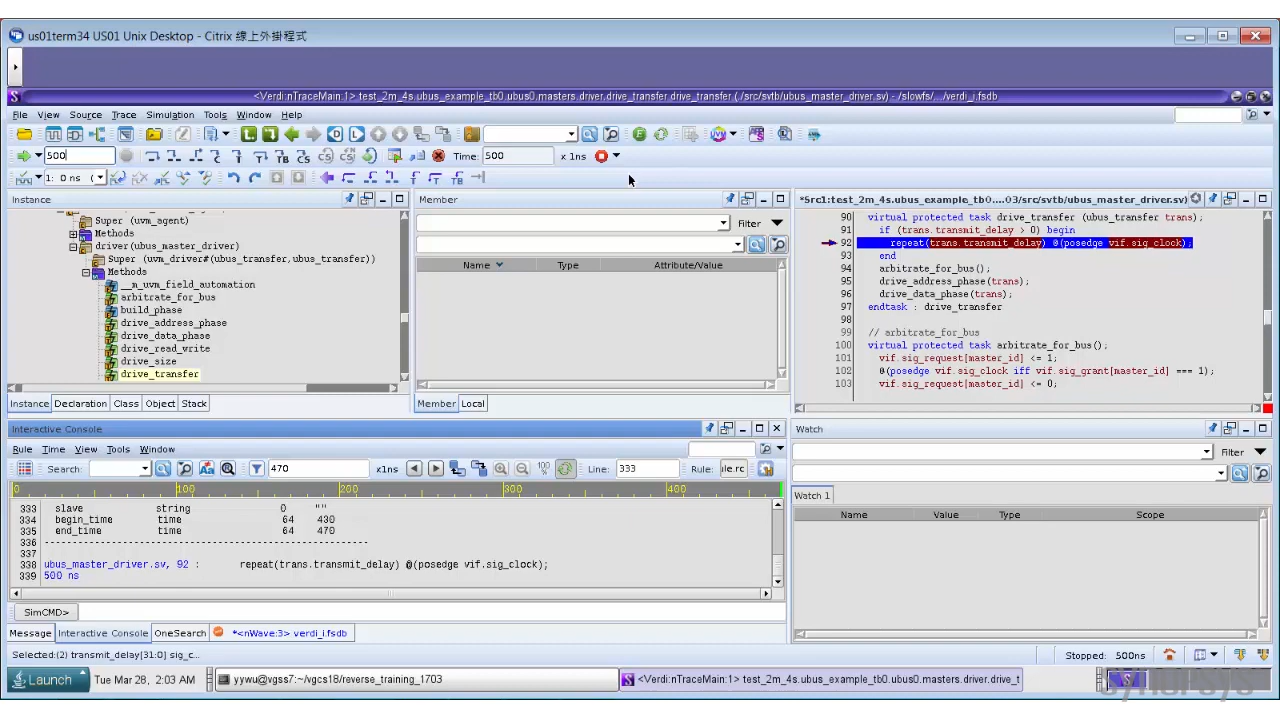 us01term34 US01 Unix Desktop - Citrix 線上外掛程式
<Verdi:nTraceMain:1> test_2m_4s.ubus_example_tb0.ubus0.masters.driver.drive_transfer drive_transfer (./src/svtb/ubus_master_driver.sv) - /slowfs/.../verdi_i.fsdb
File View Source Trace Simulation Tools Window Help
500 Time: 500 x 1ns
1: 0 ns
Instance
Super (uvm_agent)
Methods
driver(ubus_master_driver)
Super (uvm_driver#(ubus_transfer,ubus_transfer))
Methods
__m_uvm_field_automation
arbitrate_for_bus
build_phase
drive_address_phase
drive_data_phase
drive_read_write
drive_size
drive_transfer
Instance Declaration Class Object Stack
Member
Filter
Name Type Attribute/Value
Member Local
*Src1:test_2m_4s.ubus_example_tb0....03/src/svtb/ubus_master_driver.sv)
90 virtual protected task drive_transfer (ubus_transfer trans);
91 if (trans.transmit_delay > 0) begin
92 repeat(trans.transmit_delay) @(posedge vif.sig_clock);
93 end
94 arbitrate_for_bus();
95 drive_address_phase(trans);
96 drive_data_phase(trans);
97 endtask : drive_transfer
98
99 // arbitrate_for_bus
100 virtual protected task arbitrate_for_bus();
101 vif.sig_request[master_id] <= 1;
102 @(posedge vif.sig_clock iff vif.sig_grant[master_id] === 1);
103 vif.sig_request[master_id] <= 0;
Interactive Console
Rule Time View Tools Window
Search: 470 x1ns 100 % Line: 333 Rule: ile.rc
0 100 200 300 400
333 slave string 0 ""
334 begin_time time 64 430
335 end_time time 64 470
336 -----------------------------------------------------
337
338 ubus_master_driver.sv, 92 : repeat(trans.transmit_delay) @(posedge vif.sig_clock);
339 500 ns
SimCMD>
Message Interactive Console OneSearch *<nWave:3> verdi_i.fsdb
Watch
Filter
Watch 1
Name Value Type Scope
Selected:(2) transmit_delay[31:0] sig_c... Stopped: 500ns
Launch Tue Mar 28, 2:03 AM yywu@vgss7:~/vgcs18/reverse_training_1703 <Verdi:nTraceMain:1> test_2m_4s.ubus_example_tb0.ubus0.masters.driver.drive_t
SYNOPSYS